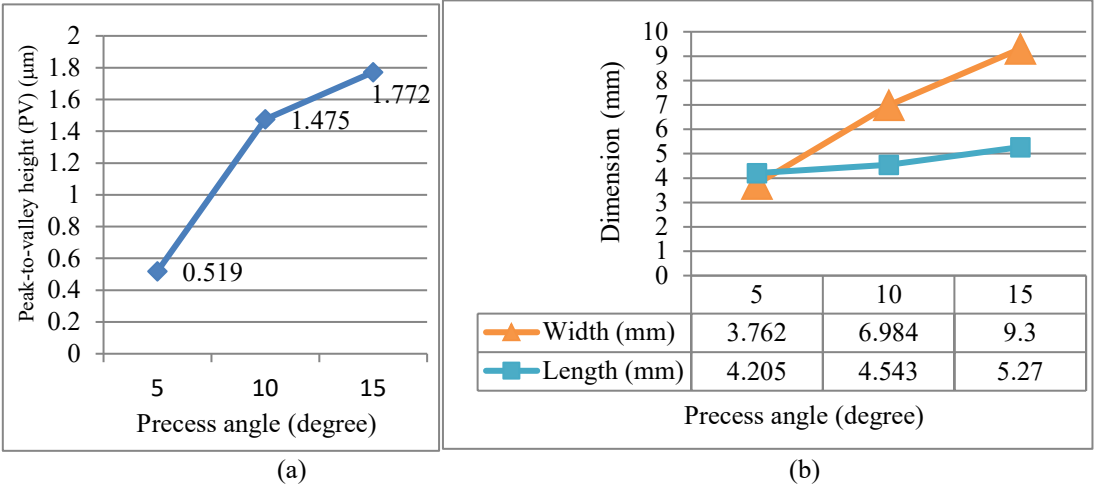 Peak-to-valley height (PV) (μm)
2
1.8
1.6
1.4
1.2
1
0.8
0.6
0.4
0.2
0
0.519
1.475
1.772
5 10 15
Precess angle (degree)
(a)
Dimension (mm)
10
9
8
7
6
5
4
3
2
1
0
5 10 15
Width (mm) 3.762 6.984 9.3
Length (mm) 4.205 4.543 5.27
Precess angle (degree)
(b)